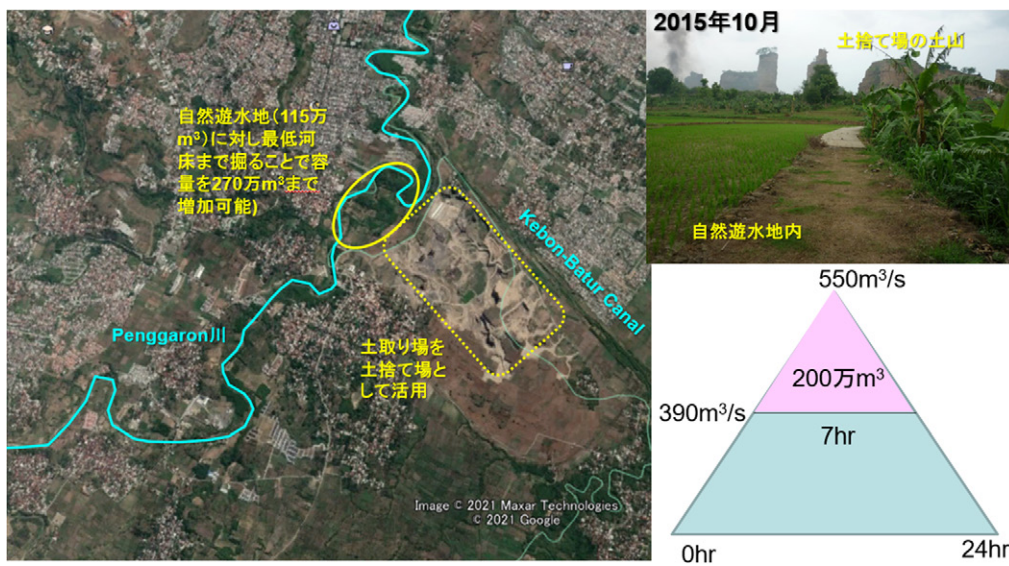 自然遊水地(115万
m³)に対し最低河
床まで掘ることで容
量を270万m³まで
増加可能)
Penggaron川
土取り場を
土捨て場と
して活用
Kebon-Batur Canal
Image © 2021 Maxar Technologies
© 2021 Google
2015年10月
土捨て場の土山
自然遊水地内
550m³/s
200万m³
390m³/s
7hr
0hr
24hr